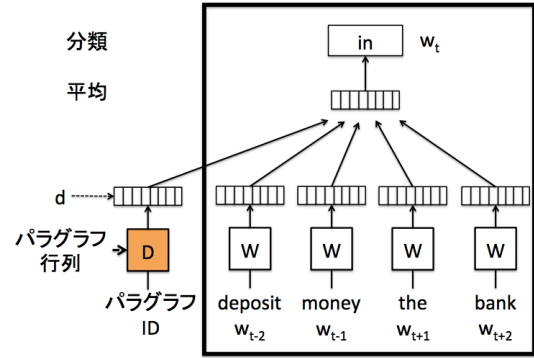 分類
in
w_t
平均
d
パラグラフ
行列
D
W
W
W
W
パラグラフ
ID
deposit
money
the
bank
w_t-2
w_t-1
w_t+1
w_t+2